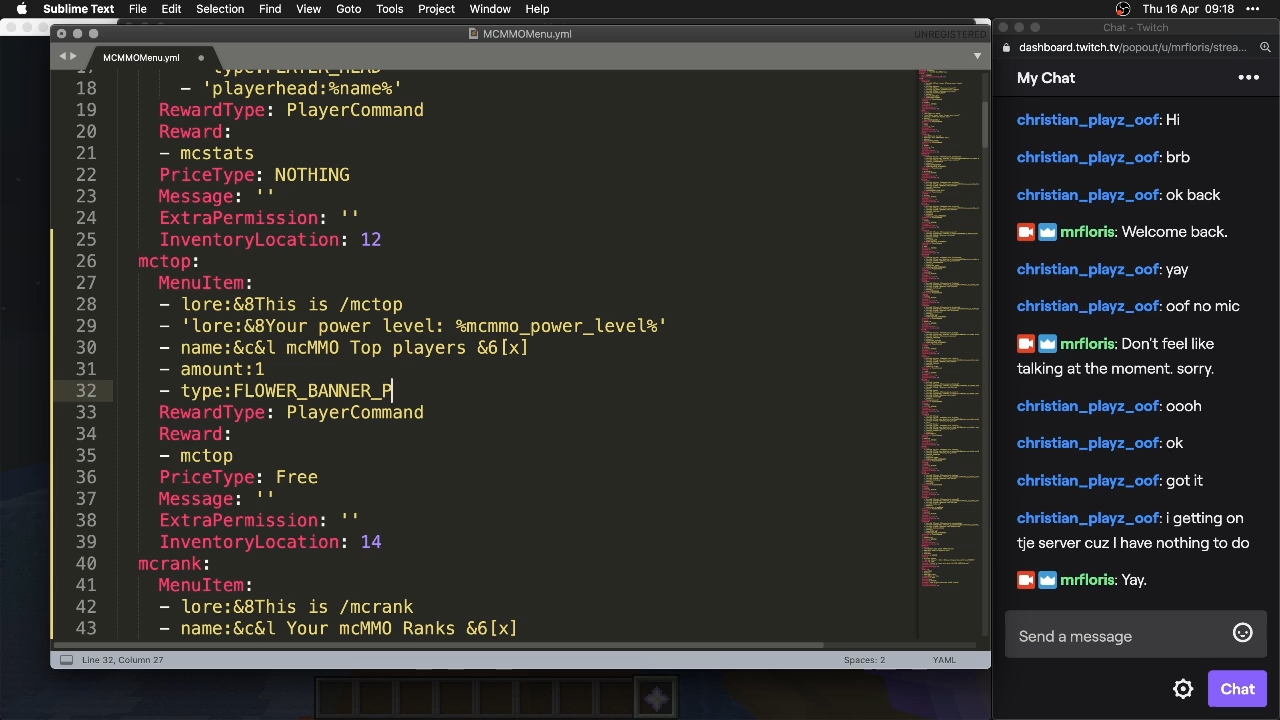 Sublime Text File Edit Selection Find View Goto Tools Project Window Help Thu 16 Apr 09:18
MCMMOMenu.yml UNREGISTERED
MCMMOMenu.yml
17 - type:PLAYER_HEAD
18 - 'playerhead:%name%'
19 RewardType: PlayerCommand
20 Reward:
21 - mcstats
22 PriceType: NOTHING
23 Message: ''
24 ExtraPermission: ''
25 InventoryLocation: 12
26 mctop:
27 MenuItem:
28 - lore:&8This is /mctop
29 - 'lore:&8Your power level: %mcmmo_power_level%'
30 - name:&c&l mcMMO Top players &6[x]
31 - amount:1
32 - type:FLOWER_BANNER_P
33 RewardType: PlayerCommand
34 Reward:
35 - mctop
36 PriceType: Free
37 Message: ''
38 ExtraPermission: ''
39 InventoryLocation: 14
40 mcrank:
41 MenuItem:
42 - lore:&8This is /mcrank
43 - name:&c&l Your mcMMO Ranks &6[x]
Line 32, Column 27 Spaces: 2 YAML
Chat - Twitch
dashboard.twitch.tv/popout/u/mrfloris/strea...
My Chat
christian_playz_oof: Hi
christian_playz_oof: brb
christian_playz_oof: ok back
mrfloris: Welcome back.
christian_playz_oof: yay
christian_playz_oof: oof no mic
mrfloris: Don't feel like
talking at the moment. sorry.
christian_playz_oof: oof
christian_playz_oof: ok
christian_playz_oof: god
christian_playz_oof: i getting on
tje server cuz I have nothing to do
mrfloris: Yay.
Send a message
Chat